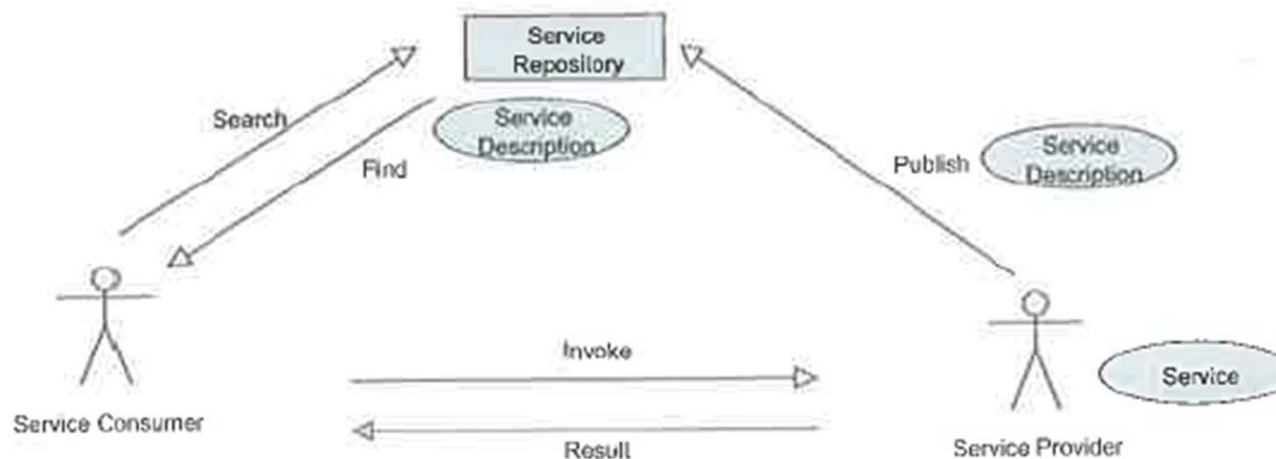 Service
Repository
Search
Service
Description
Find
Publish
Service
Description
Invoke
Service
Service Consumer
Result
Service Provider